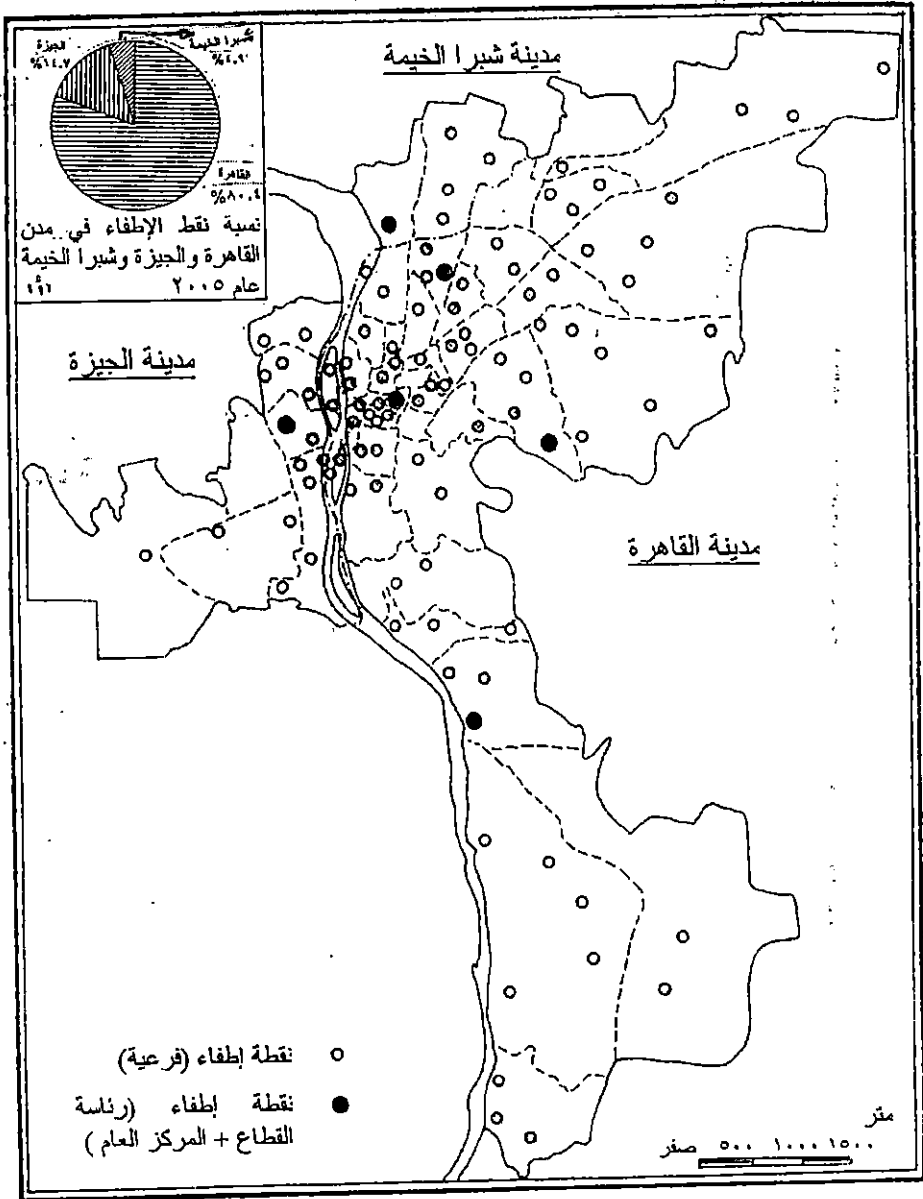 شبرا الخيمة
الجيزة
%١٤.٧
%٤.٩
القاهرة
%٨٠.٤
نسبة نقط الإطفاء في مدن
القاهرة والجيزة وشبرا الخيمة
عام ٢٠٠٥
مدينة شبرا الخيمة
مدينة الجيزة
مدينة القاهرة
نقطة إطفاء (فرعية)
نقطة إطفاء (رئاسة
القطاع + المركز العام)
متر
صفر ٥٠٠ ١٠٠٠ ١٥٠٠